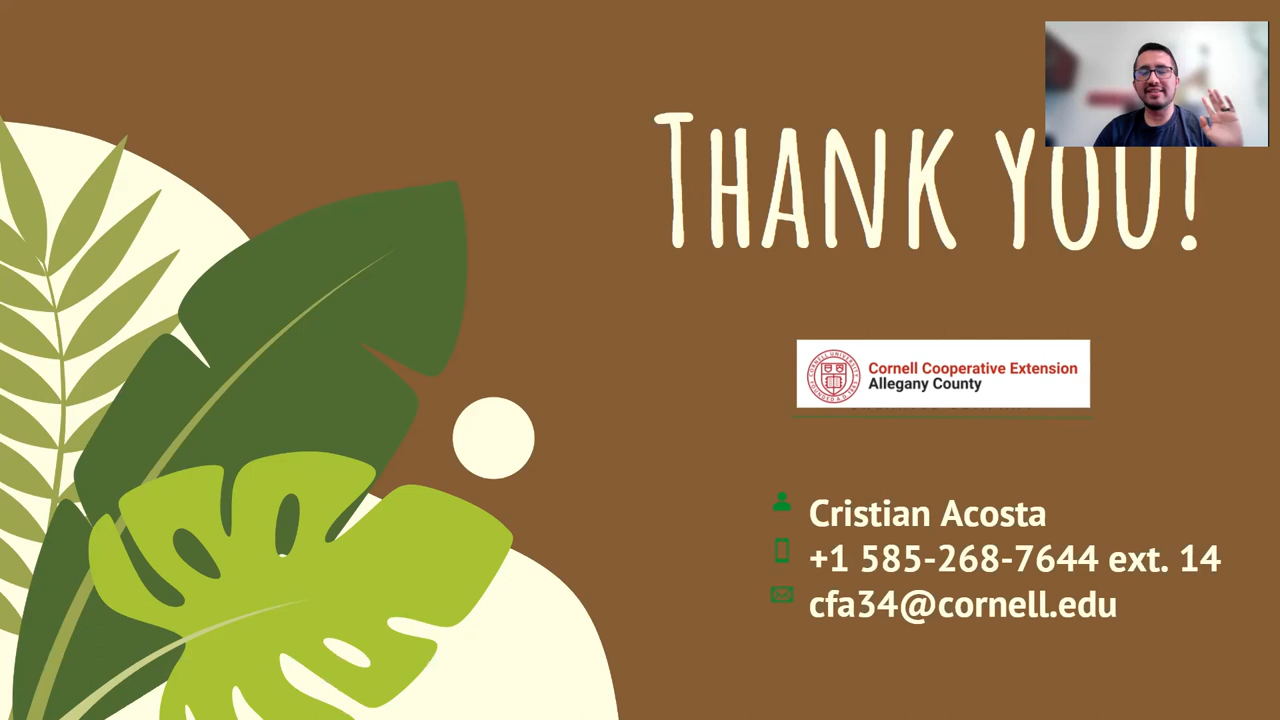 THANK YOU!
Cornell Cooperative Extension
Allegany County
Cristian Acosta
+1 585-268-7644 ext. 14
cfa34@cornell.edu